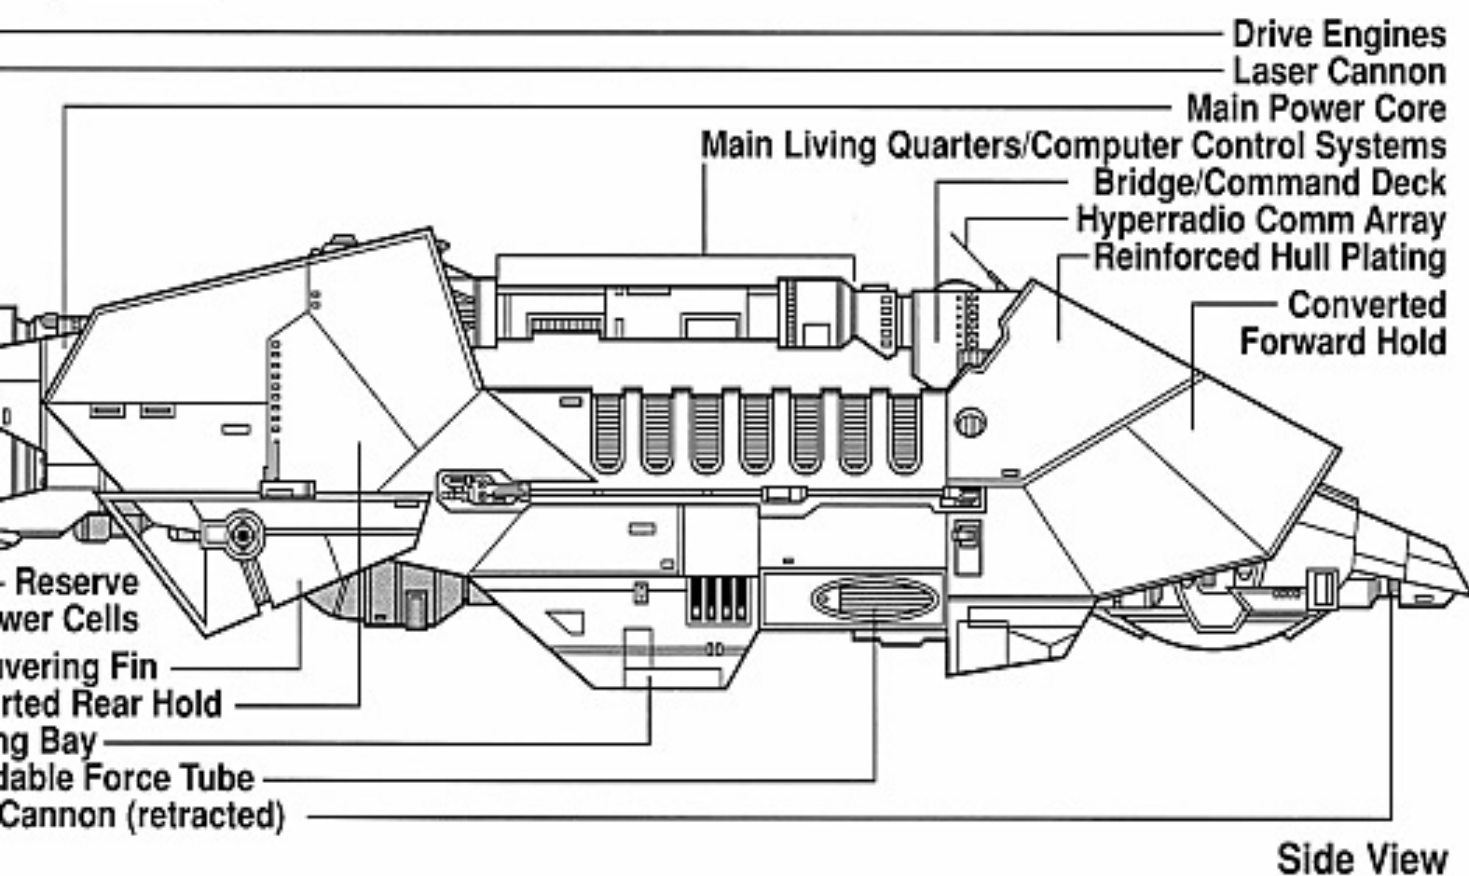 Drive Engines
Laser Cannon
Main Power Core
Main Living Quarters/Computer Control Systems
Bridge/Command Deck
Hyperradio Comm Array
Reinforced Hull Plating
Converted
Forward Hold
Reserve
wer Cells
uvering Fin
rted Rear Hold
ng Bay
dable Force Tube
Cannon (retracted)
Side View